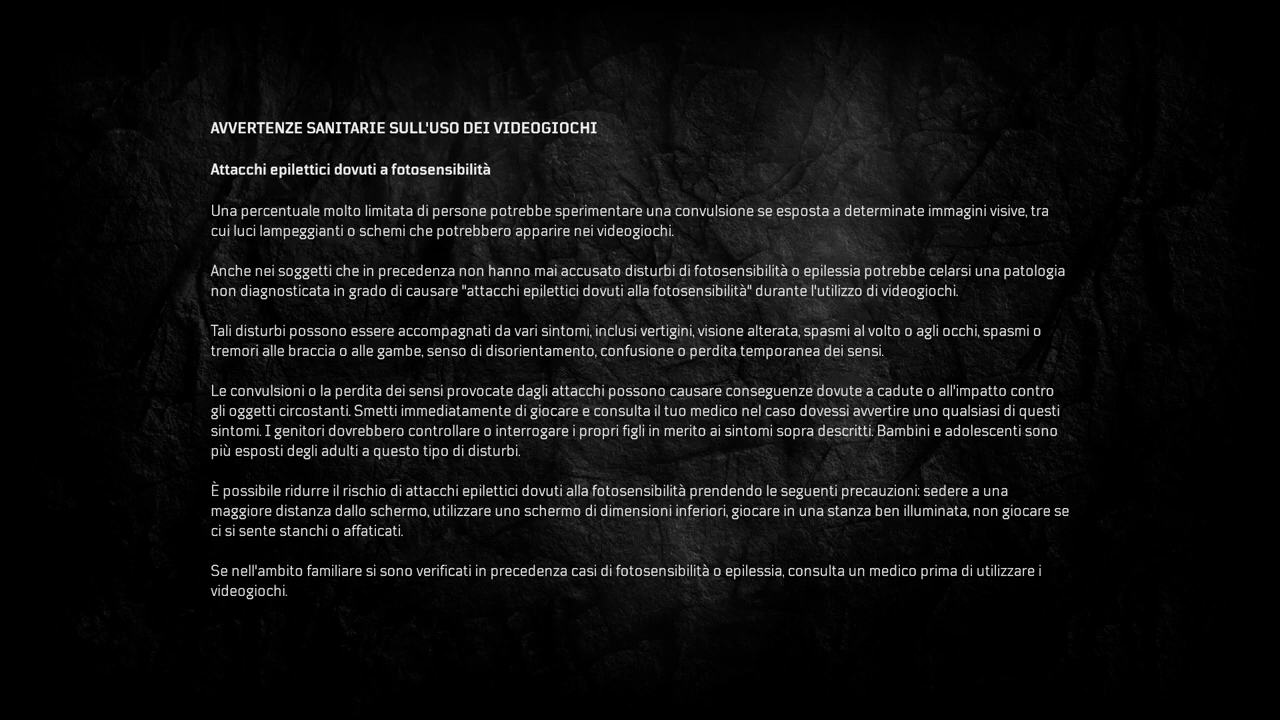 AVVERTENZE SANITARIE SULL'USO DEI VIDEOGIOCHI
Attacchi epilettici dovuti a fotosensibilità
Una percentuale molto limitata di persone potrebbe sperimentare una convulsione se esposta a determinate immagini visive, tra
cui luci lampeggianti o schemi che potrebbero apparire nei videogiochi.
Anche nei soggetti che in precedenza non hanno mai accusato disturbi di fotosensibilità o epilessia potrebbe celarsi una patologia
non diagnosticata in grado di causare "attacchi epilettici dovuti alla fotosensibilità" durante l'utilizzo di videogiochi.
Tali disturbi possono essere accompagnati da vari sintomi, inclusi vertigini, visione alterata, spasmi al volto o agli occhi, spasmi o
tremori alle braccia o alle gambe, senso di disorientamento, confusione o perdita temporanea dei sensi.
Le convulsioni o la perdita dei sensi provocate dagli attacchi possono causare conseguenze dovute a cadute o all'impatto contro
gli oggetti circostanti. Smetti immediatamente di giocare e consulta il tuo medico nel caso dovessi avvertire uno qualsiasi di questi
sintomi. I genitori dovrebbero controllare o interrogare i propri figli in merito ai sintomi sopra descritti. Bambini e adolescenti sono
più esposti degli adulti a questo tipo di disturbi.
È possibile ridurre il rischio di attacchi epilettici dovuti alla fotosensibilità prendendo le seguenti precauzioni: sedere a una
maggiore distanza dallo schermo, utilizzare uno schermo di dimensioni inferiori, giocare in una stanza ben illuminata, non giocare se
ci si sente stanchi o affaticati.
Se nell'ambito familiare si sono verificati in precedenza casi di fotosensibilità o epilessia, consulta un medico prima di utilizzare i
videogiochi.